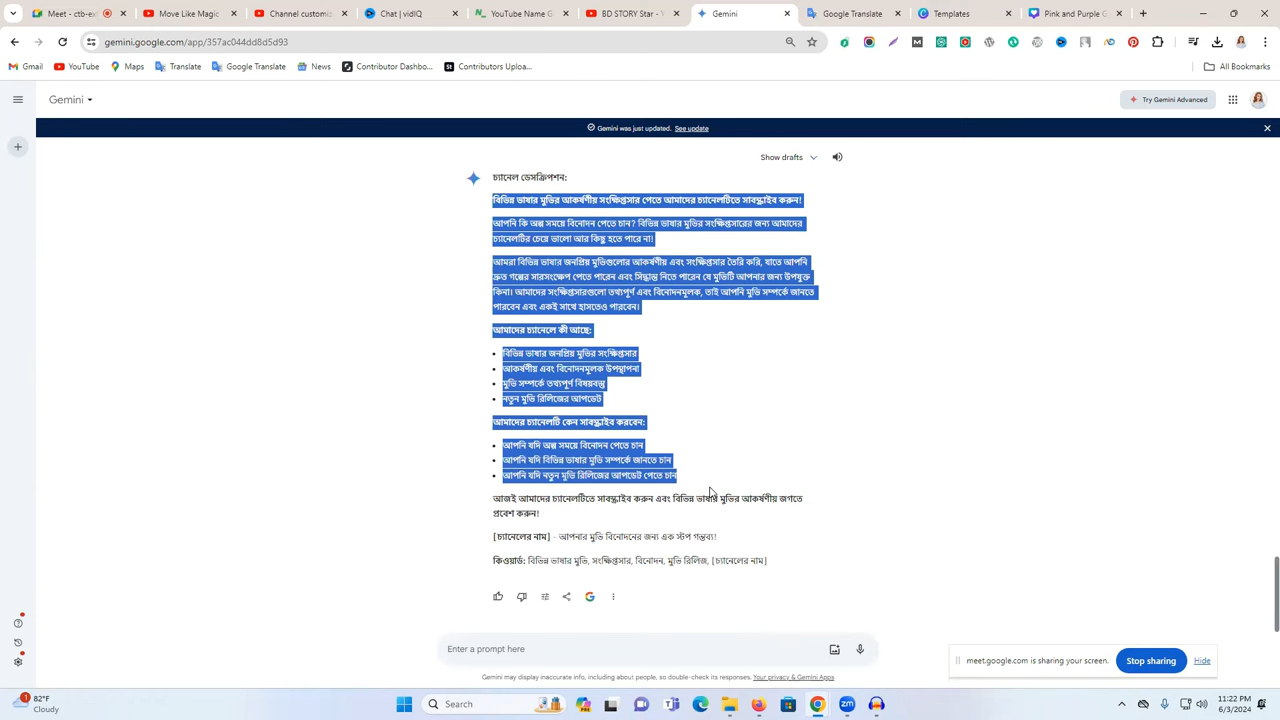 New Google
YouTube
Channel custom
Chat | vidIQ
Naver Games
STUDY BD - Y
Gemini
Google Translate
Templates
Pink and Purple G
gemini.google.com/app/357ac044dd8d5d93
Gmail
YouTube
Maps
Translate
Google Translate
News
Contributor Dashbo...
Contributors Uploa...
All Bookmarks
Gemini
Try Gemini Advanced
Gemini was just updated. See update
Show drafts
চ্যানেল ডেসক্রিপশন:
বিভিন্ন ভাষার মুভির আকর্ষণীয় সংক্ষিপ্তসার পেতে আমাদের চ্যানেলটিতে সাবস্ক্রাইব করুন!
আপনি কি অল্প সময়ে বিনোদন পেতে চান? বিভিন্ন ভাষার মুভির সংক্ষিপ্তসারের জন্য আমাদের
চ্যানেলটির চেয়ে ভালো আর কিছু হতে পারে না!
আমরা বিভিন্ন ভাষার জনপ্রিয় মুভিগুলোর আকর্ষণীয় এবং সংক্ষিপ্তসার তৈরি করি, যাতে আপনি
দ্রুত গল্পের সারসংক্ষেপ পেতে পারেন এবং সিদ্ধান্ত নিতে পারেন যে মুভিটি আপনার জন্য উপযুক্ত
কিনা। আমাদের সংক্ষিপ্তসারগুলো তথ্যপূর্ণ এবং বিনোদনমূলক, তাই আপনি মুভি সম্পর্কে জানতে
পারবেন এবং একই সাথে হাসতেও পারবেন।
আমাদের চ্যানেলে কী আছে:
• বিভিন্ন ভাষার জনপ্রিয় মুভির সংক্ষিপ্তসার
• আকর্ষণীয় এবং বিনোদনমূলক উপস্থাপনা
• মুভি সম্পর্কে তথ্যপূর্ণ বিষয়বস্তু
• নতুন মুভি রিলিজের আপডেট
আমাদের চ্যানেলটি কেন সাবস্ক্রাইব করবেন:
• আপনি যদি অল্প সময়ে বিনোদন পেতে চান
• আপনি যদি বিভিন্ন ভাষার মুভি সম্পর্কে জানতে চান
• আপনি যদি নতুন মুভি রিলিজের আপডেট পেতে চান
আজই আমাদের চ্যানেলটিতে সাবস্ক্রাইব করুন এবং বিভিন্ন ভাষার মুভির আকর্ষণীয় জগতে
প্রবেশ করুন!
[চ্যানেলের নাম] – আপনার মুভি বিনোদনের জন্য এক স্টপ গন্তব্য!
কিওয়ার্ড: বিভিন্ন ভাষার মুভি, সংক্ষিপ্তসার, বিনোদন, মুভি রিলিজ, [চ্যানেলের নাম]
Enter a prompt here
meet.google.com is sharing your screen.
Stop sharing
Hide
Gemini may display inaccurate info, including about people, so double-check its responses. Your privacy & Gemini Apps
82°F
Cloudy
Search
11:22 PM
6/3/2024